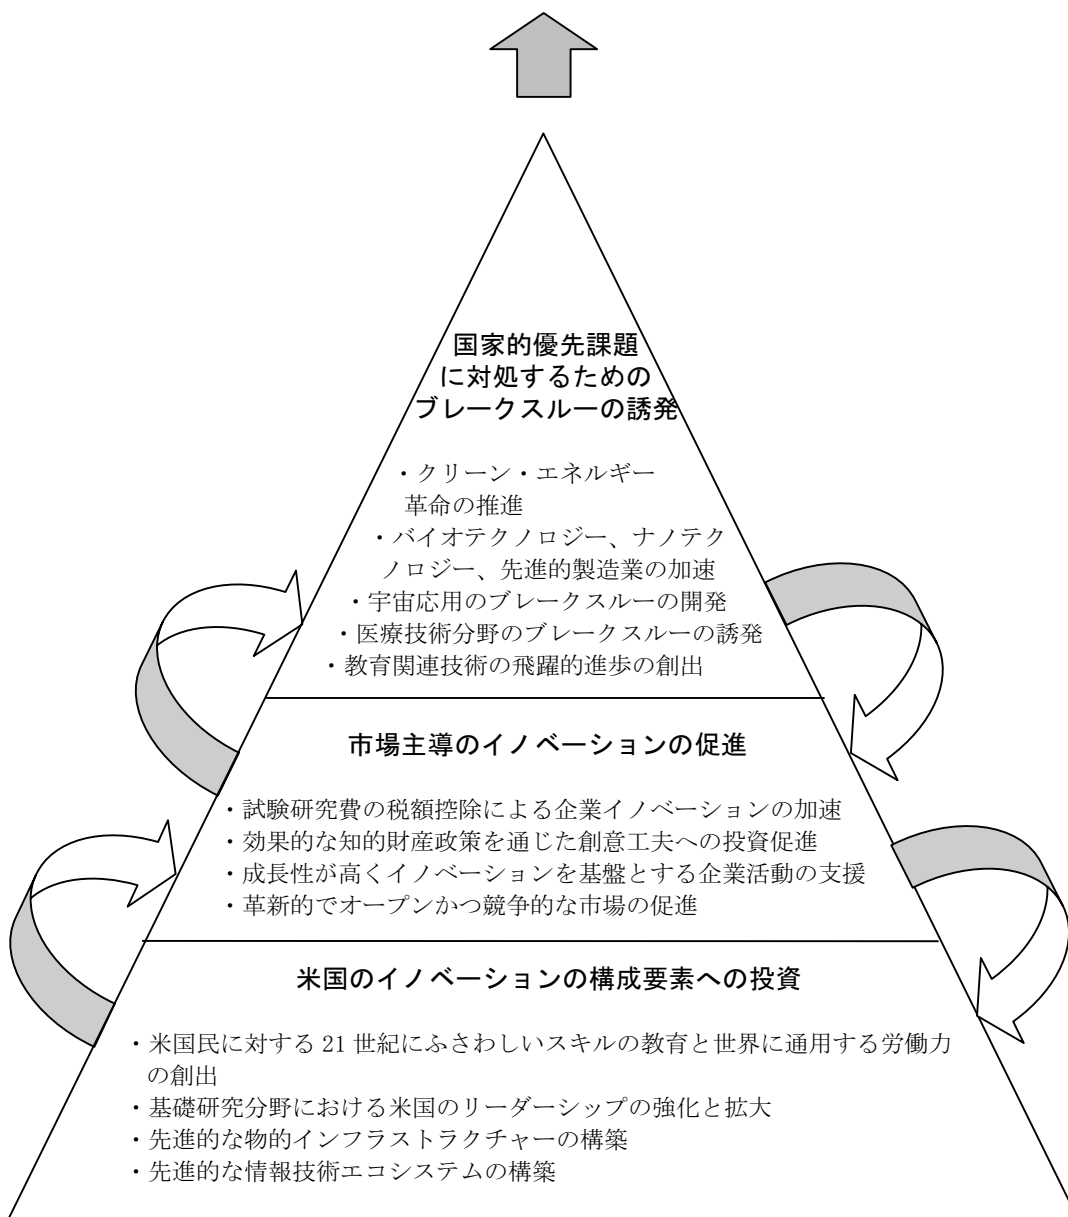 国家的優先課題
に対処するための
ブレークスルーの誘発
・クリーン・エネルギー
革命の推進
・バイオテクノロジー、ナノテク
ノロジー、先進的製造業の加速
・宇宙応用のブレークスルーの開発
・医療技術分野のブレークスルーの誘発
・教育関連技術の飛躍的進歩の創出
市場主導のイノベーションの促進
・試験研究費の税額控除による企業イノベーションの加速
・効果的な知的財産政策を通じた創意工夫への投資促進
・成長性が高くイノベーションを基盤とする企業活動の支援
・革新的でオープンかつ競争的な市場の促進
米国のイノベーションの構成要素への投資
・米国民に対する 21 世紀にふさわしいスキルの教育と世界に通用する労働力
の創出
・基礎研究分野における米国のリーダーシップの強化と拡大
・先進的な物的インフラストラクチャーの構築
・先進的な情報技術エコシステムの構築